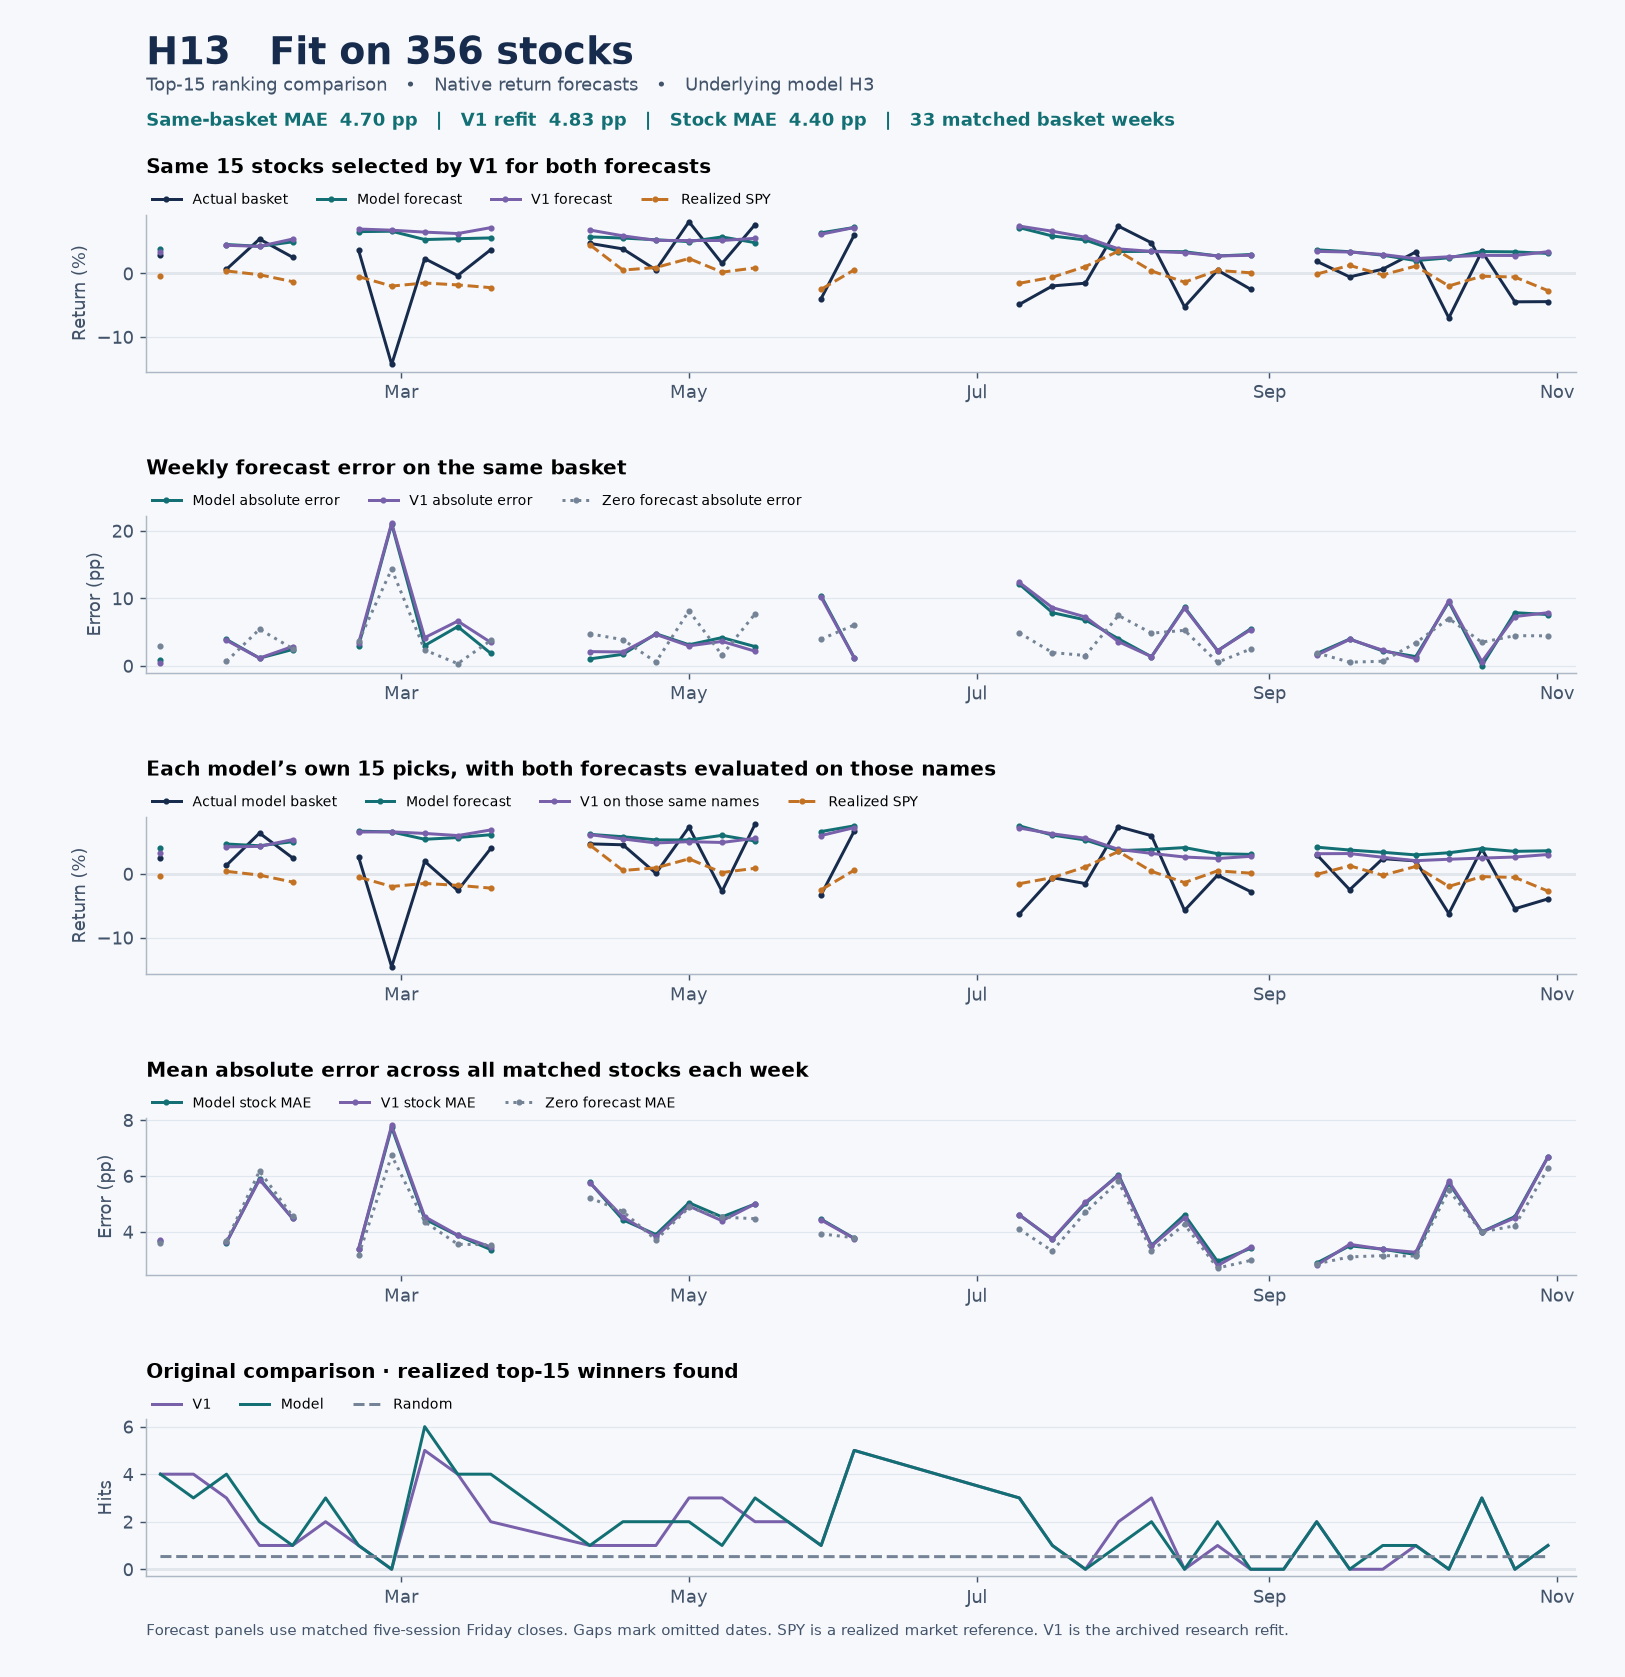 H13   Fit on 356 stocks
Top-15 ranking comparison   •   Native return forecasts   •   Underlying model H3
Same-basket MAE  4.70 pp   |   V1 refit  4.83 pp   |   Stock MAE  4.40 pp   |   33 matched basket weeks
Same 15 stocks selected by V1 for both forecasts
Actual basket   Model forecast   V1 forecast   Realized SPY
Return (%)
0
−10
Mar   May   Jul   Sep   Nov
Weekly forecast error on the same basket
Model absolute error   V1 absolute error   Zero forecast absolute error
Error (pp)
20
10
0
Mar   May   Jul   Sep   Nov
Each model’s own 15 picks, with both forecasts evaluated on those names
Actual model basket   Model forecast   V1 on those same names   Realized SPY
Return (%)
0
−10
Mar   May   Jul   Sep   Nov
Mean absolute error across all matched stocks each week
Model stock MAE   V1 stock MAE   Zero forecast MAE
Error (pp)
8
6
4
Mar   May   Jul   Sep   Nov
Original comparison · realized top-15 winners found
V1   Model   Random
Hits
6
4
2
0
Mar   May   Jul   Sep   Nov
Forecast panels use matched five-session Friday closes. Gaps mark omitted dates. SPY is a realized market reference. V1 is the archived research refit.